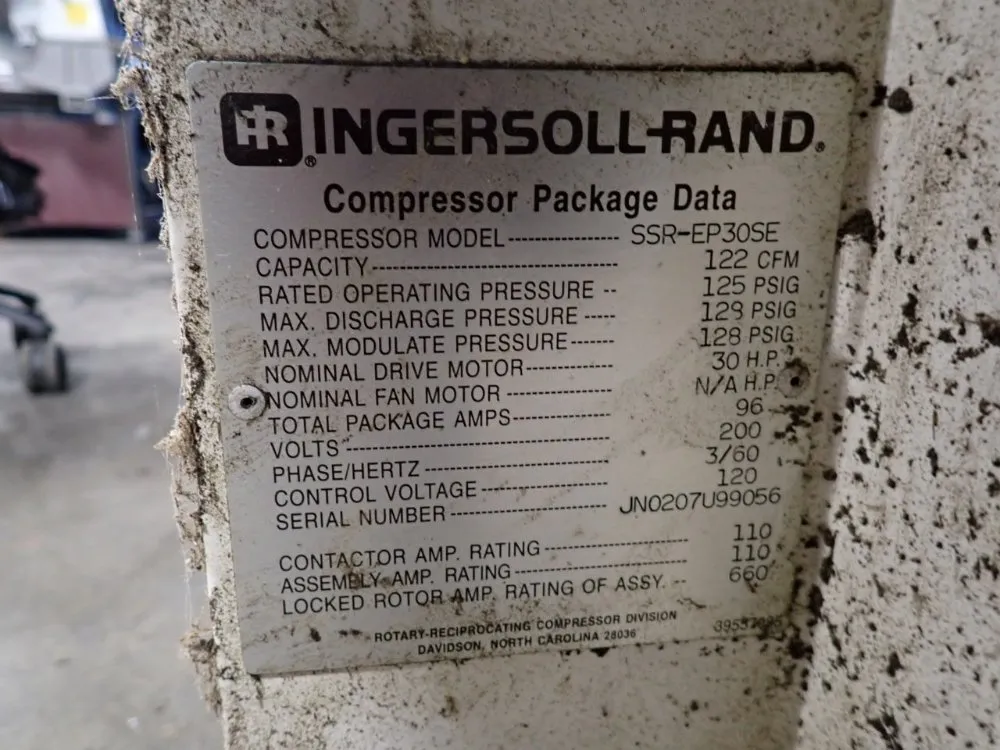 IR® INGERSOLL-RAND®
Compressor Package Data
COMPRESSOR MODEL---------------- SSR-EP30SE
CAPACITY----------------------------------- 122 CFM
RATED OPERATING PRESSURE -- 125 PSIG
MAX. DISCHARGE PRESSURE ----- 128 PSIG
MAX. MODULATE PRESSURE------- 128 PSIG
NOMINAL DRIVE MOTOR------------- 30 H.P.
NOMINAL FAN MOTOR --------------- N/A H.P.
TOTAL PACKAGE AMPS-------------- 96
VOLTS -------------------------------------- 200
PHASE/HERTZ --------------------------- 3/60
CONTROL VOLTAGE------------------- 120
SERIAL NUMBER ----------------------- JN0207U99056
CONTACTOR AMP. RATING--------------------- 110
ASSEMBLY AMP. RATING------------------------- 110
LOCKED ROTOR AMP. RATING OF ASSY. -- 660
ROTARY-RECIPROCATING COMPRESSOR DIVISION
DAVIDSON, NORTH CAROLINA 28036